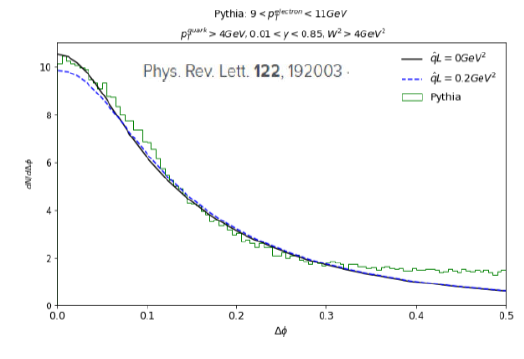 Pythia: 9 < p_T^electron < 11GeV
p_T^quark > 4GeV, 0.01 < y < 0.85, W² > 4GeV²
Phys. Rev. Lett. 122, 192003 .
q̂L = 0GeV²
q̂L = 0.2GeV²
Pythia
dN/dΔϕ
10
8
6
4
2
0
0.0 0.1 0.2 0.3 0.4 0.5
Δϕ